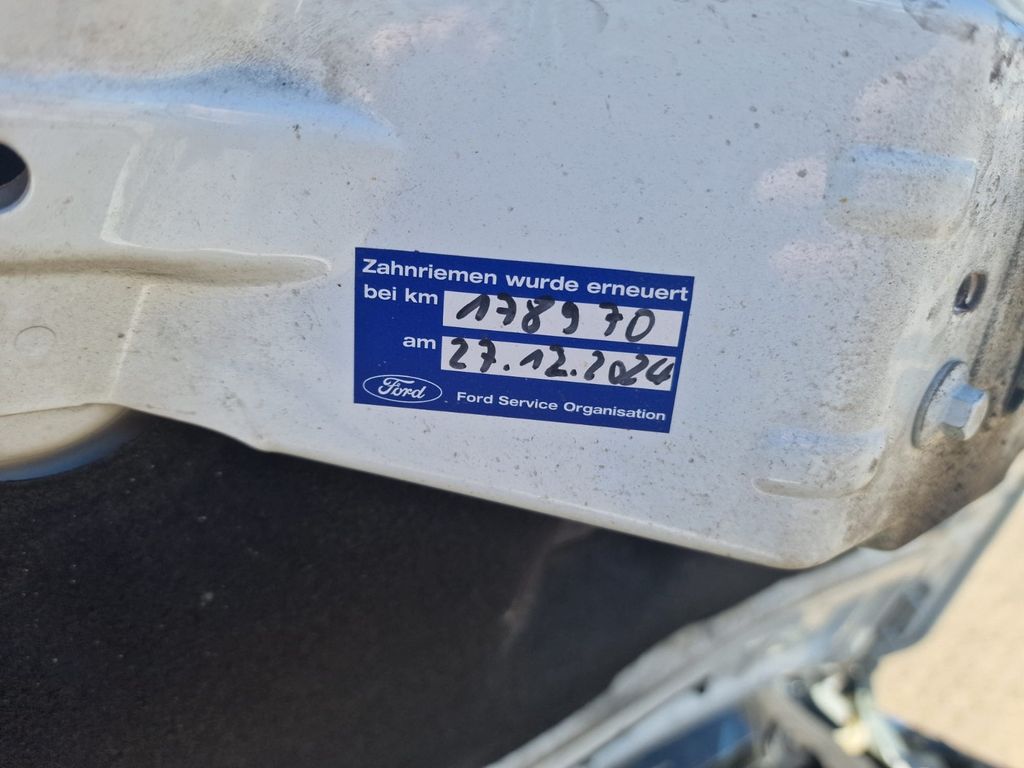 Zahnriemen wurde erneuert
bei km 178970
am 27.12.2024
Ford Ford Service Organisation